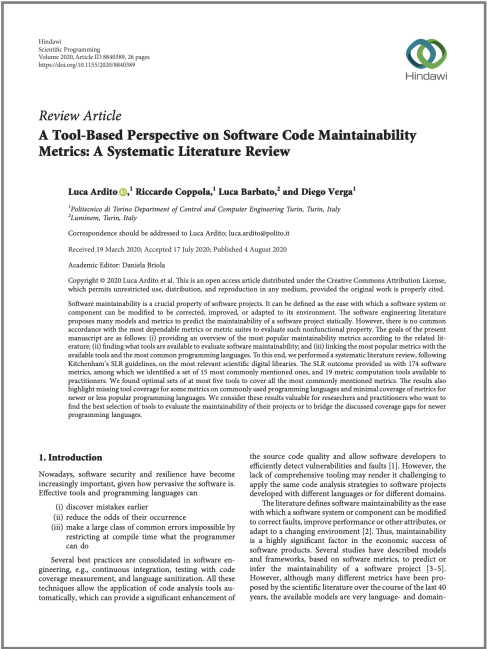 Hindawi
Scientific Programming
Volume 2020, Article ID 8840389, 26 pages
https://doi.org/10.1155/2020/8840389
Hindawi
Review Article
A Tool-Based Perspective on Software Code Maintainability
Metrics: A Systematic Literature Review
Luca Ardito ,1 Riccardo Coppola,1 Luca Barbato,2 and Diego Verga1
1Politecnico di Torino Department of Control and Computer Engineering Turin, Turin, Italy
2Luminem, Turin, Italy
Correspondence should be addressed to Luca Ardito; luca.ardito@polito.it
Received 19 March 2020; Accepted 17 July 2020; Published 4 August 2020
Academic Editor: Daniela Briola
Copyright © 2020 Luca Ardito et al. This is an open access article distributed under the Creative Commons Attribution License,
which permits unrestricted use, distribution, and reproduction in any medium, provided the original work is properly cited.
Software maintainability is a crucial property of software projects. It can be defined as the ease with which a software system or
component can be modified to be corrected, improved, or adapted to its environment. The software engineering literature
proposes many models and metrics to predict the maintainability of a software project statically. However, there is no common
accordance with the most dependable metrics or metric suites to evaluate such nonfunctional property. The goals of the present
manuscript are as follows: (i) providing an overview of the most popular maintainability metrics according to the related lit-
erature; (ii) finding what tools are available to evaluate software maintainability; and (iii) linking the most popular metrics with the
available tools and the most common programming languages. To this end, we performed a systematic literature review, following
Kitchenham's SLR guidelines, on the most relevant scientific digital libraries. The SLR outcome provided us with 174 software
metrics, among which we identified a set of 15 most commonly mentioned ones, and 19 metric computation tools available to
practitioners. We found optimal sets of at most five tools to cover all the most commonly mentioned metrics. The results also
highlight missing tool coverage for some metrics on commonly used programming languages and minimal coverage of metrics for
newer or less popular programming languages. We consider these results valuable for researchers and practitioners who want to
find the best selection of tools to evaluate the maintainability of their projects or to bridge the discussed coverage gaps for newer
programming languages.
1. Introduction
Nowadays, software security and resilience have become
increasingly important, given how pervasive the software is.
Effective tools and programming languages can
(i) discover mistakes earlier
(ii) reduce the odds of their occurrence
(iii) make a large class of common errors impossible by
restricting at compile time what the programmer
can do
Several best practices are consolidated in software en-
gineering, e.g., continuous integration, testing with code
coverage measurement, and language sanitization. All these
techniques allow the application of code analysis tools au-
tomatically, which can provide a significant enhancement of
the source code quality and allow software developers to
efficiently detect vulnerabilities and faults [1]. However, the
lack of comprehensive tooling may render it challenging to
apply the same code analysis strategies to software projects
developed with different languages or for different domains.
The literature defines software maintainability as the ease
with which a software system or component can be modified
to correct faults, improve performance or other attributes, or
adapt to a changing environment [2]. Thus, maintainability
is a highly significant factor in the economic success of
software products. Several studies have described models
and frameworks, based on software metrics, to predict or
infer the maintainability of a software project [3–5].
However, although many different metrics have been pro-
posed by the scientific literature over the course of the last 40
years, the available models are very language- and domain-